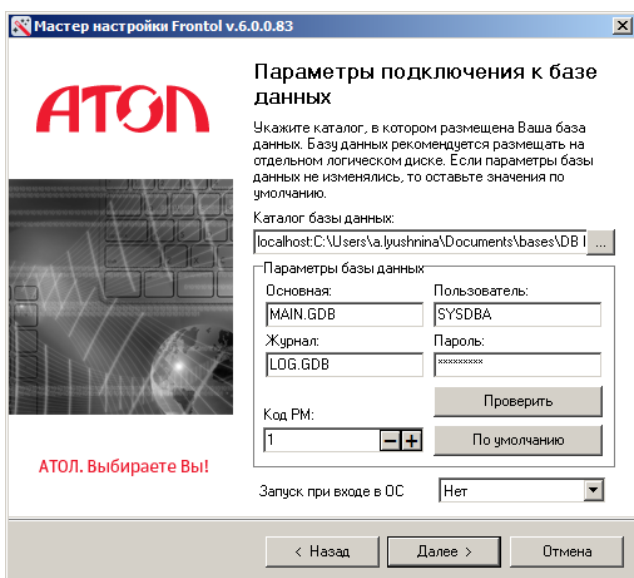 Мастер настройки Frontol v.6.0.0.83
АТОЛ
Параметры подключения к базе
данных
Укажите каталог, в котором размещена Ваша база
данных. Базу данных рекомендуется размещать на
отдельном логическом диске. Если параметры базы
данных не изменялись, то оставьте значения по
умолчанию.
Каталог базы данных:
localhost:C:\Users\a.lyushnina\Documents\bases\DB ...
Параметры базы данных
Основная: Пользователь:
MAIN.GDB SYSDBA
Журнал: Пароль:
LOG.GDB *********
Проверить
Код РМ:
1 По умолчанию
АТОЛ. Выбираете Вы!
Запуск при входе в ОС Нет
< Назад Далее > Отмена